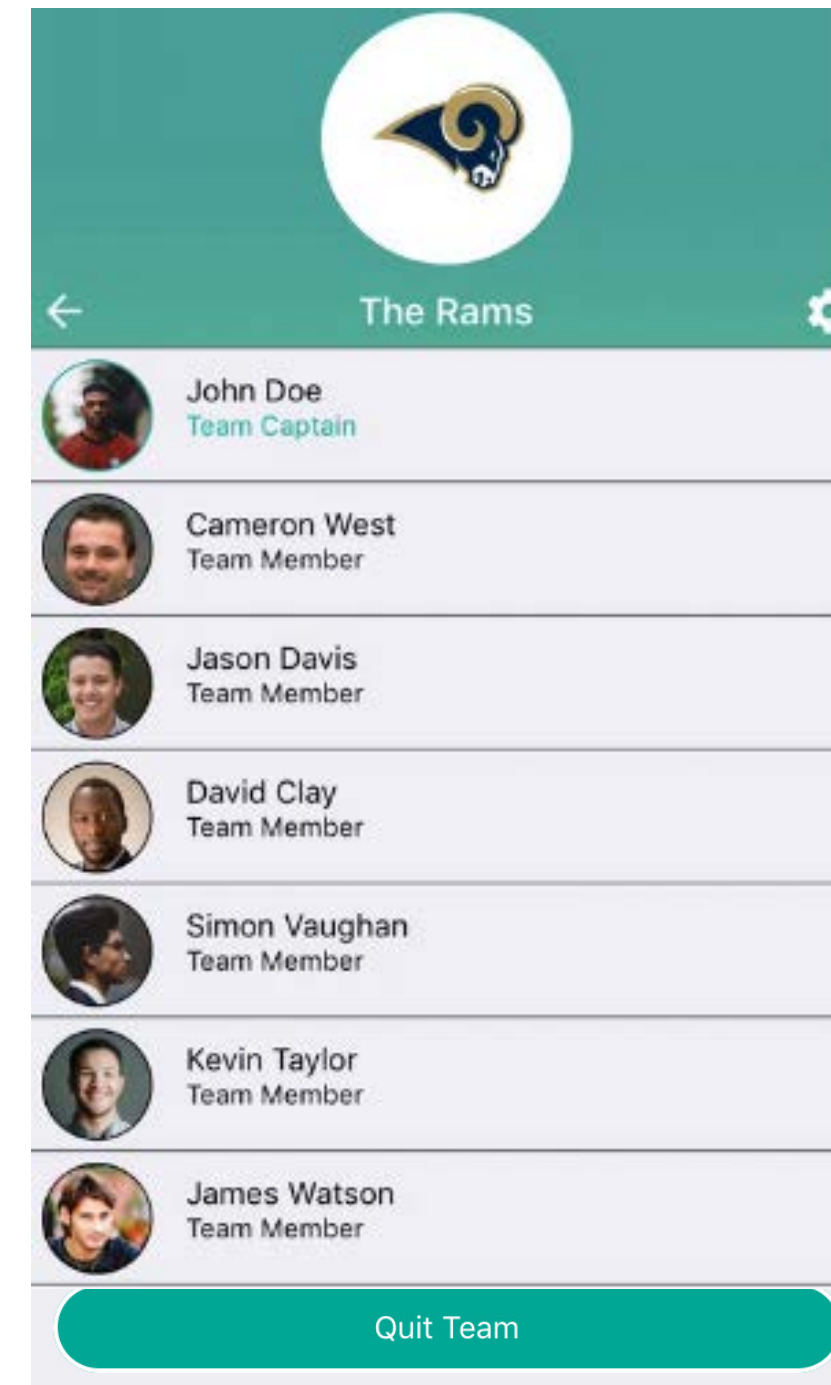 The Rams
John Doe
Team Captain
Cameron West
Team Member
Jason Davis
Team Member
David Clay
Team Member
Simon Vaughan
Team Member
Kevin Taylor
Team Member
James Watson
Team Member
Quit Team